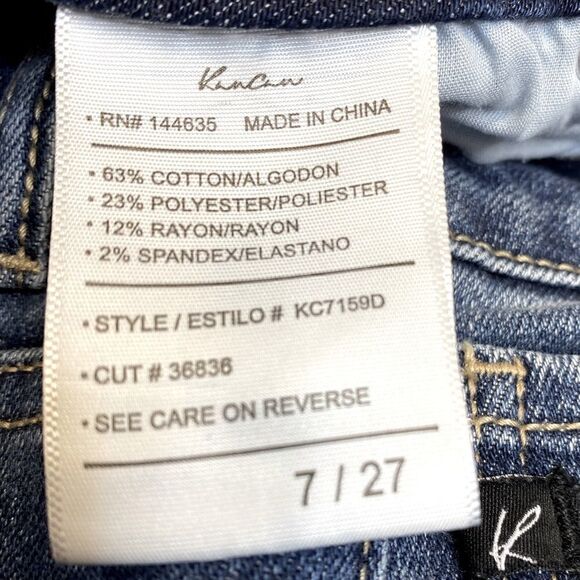 KanCan
• RN# 144635 MADE IN CHINA
• 63% COTTON/ALGODON
• 23% POLYESTER/POLIESTER
• 12% RAYON/RAYON
• 2% SPANDEX/ELASTANO
• STYLE / ESTILO # KC7159D
• CUT # 36836
• SEE CARE ON REVERSE
7 / 27
K